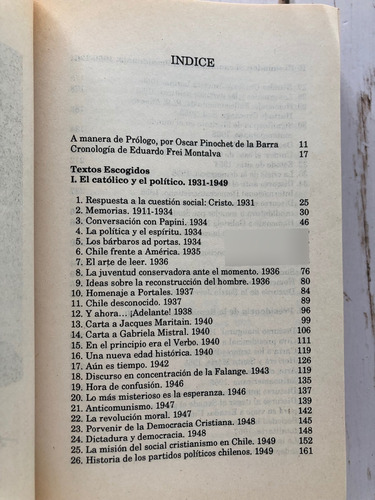 INDICE
A manera de Prólogo, por Oscar Pinochet de la Barra 11
Cronología de Eduardo Frei Montalva 17
Textos Escogidos
I. El católico y el político. 1931-1949
1. Respuesta a la cuestión social: Cristo. 1931 25
2. Memorias. 1911-1934 30
3. Conversación con Papini. 1934 46
4. La política y el espíritu. 1934
5. Los bárbaros ad portas. 1934
6. Chile frente a América. 1935
7. El arte de leer. 1936
8. La juventud conservadora ante el momento. 1936 76
9. Ideas sobre la reconstrucción del hombre. 1936 80
10. Homenaje a Portales. 1937 84
11. Chile desconocido. 1937 89
12. Y ahora... ¡Adelante! 1938 96
13. Carta a Jacques Maritain. 1940 99
14. Carta a Gabriela Mistral. 1940 106
15. En el principio era el Verbo. 1940 111
16. Una nueva edad histórica. 1940 119
17. Aún es tiempo. 1942 126
18. Discurso en concentración de la Falange. 1943 135
19. Hora de confusión. 1946 137
20. Lo más misterioso es la esperanza. 1946 139
21. Anticomunismo. 1947 142
22. La revolución moral. 1947 145
23. Porvenir de la Democracia Cristiana. 1948 148
24. Dictadura y democracia. 1948
25. La misión del social cristianismo en Chile. 1949 152
26. Historia de los partidos políticos chilenos. 1949 161